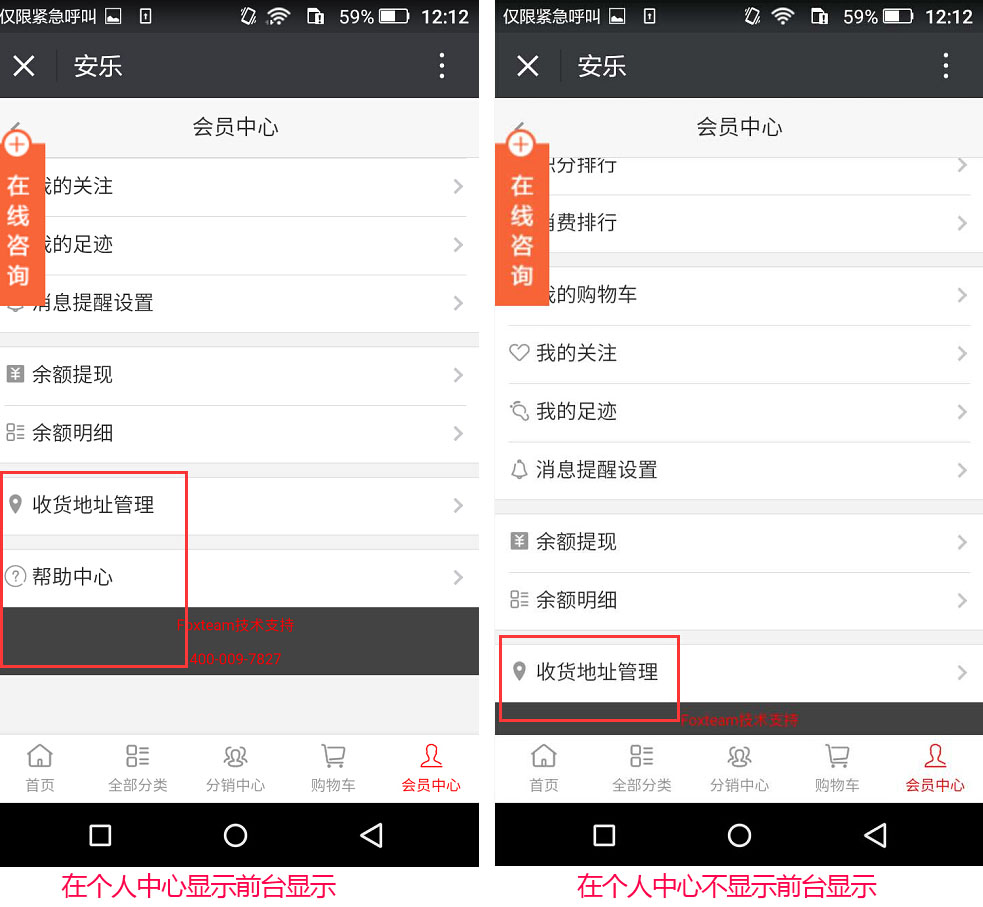 仅限紧急呼叫 59% 12:12
安乐
会员中心
在线咨询
我的关注
我的足迹
消息提醒设置
余额提现
余额明细
收货地址管理
帮助中心
Foxteam技术支持
400-009-7827
首页 全部分类 分销中心 购物车 会员中心
在个人中心显示前台显示
仅限紧急呼叫 59% 12:12
安乐
会员中心
在线咨询
积分排行
消费排行
我的购物车
我的关注
我的足迹
消息提醒设置
余额提现
余额明细
收货地址管理
Foxteam技术支持
首页 全部分类 分销中心 购物车 会员中心
在个人中心不显示前台显示